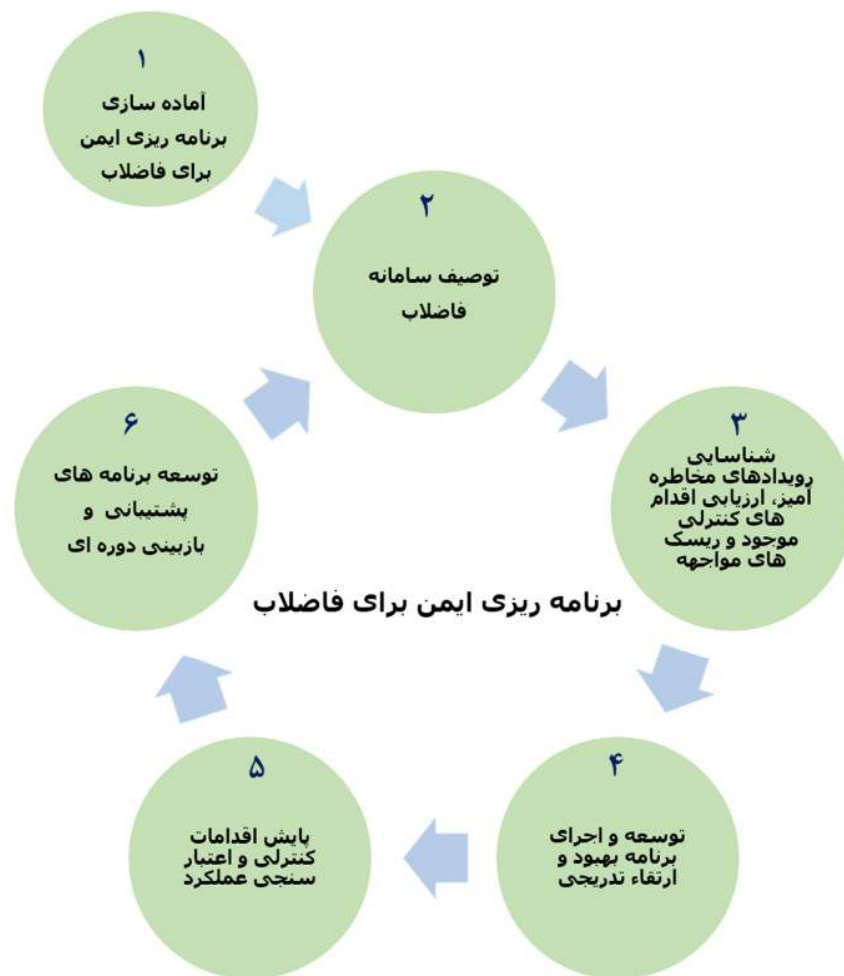 ۱
آماده سازی
برنامه ریزی ایمن
برای فاضلاب
۲
توصیف سامانه
فاضلاب
۳
شناسایی
رویدادهای مخاطره
آمیز، ارزیابی اقدام
های کنترلی
موجود و ریسک
های مواجهه
۴
توسعه و اجرای
برنامه بهبود و
ارتقاء تدریجی
۵
پایش اقدامات
کنترلی و اعتبار
سنجی عملکرد
۶
توسعه برنامه های
پشتیبانی و
بازبینی دوره ای
برنامه ریزی ایمن برای فاضلاب